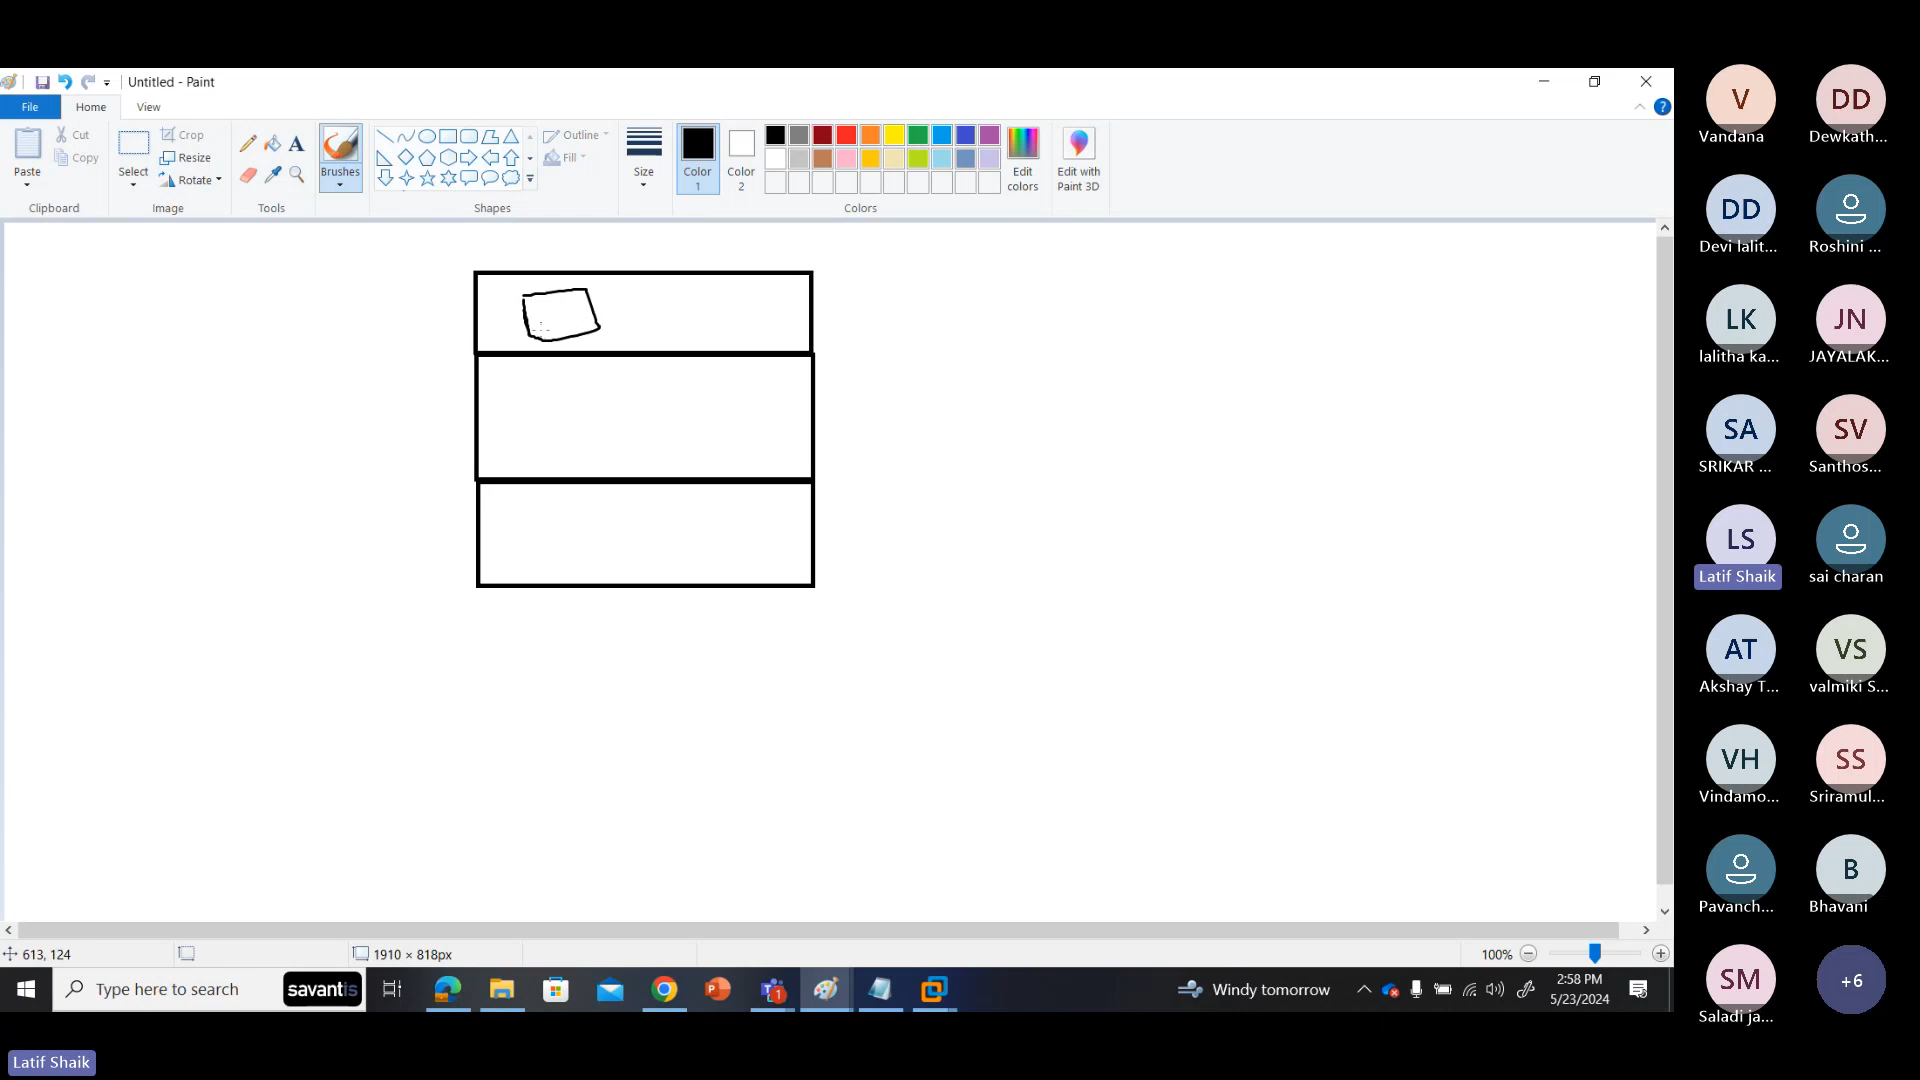 Untitled - Paint
File Home View
Cut
Copy
Paste
Clipboard
Select
Crop
Resize
Rotate
Image
A
Tools
Brushes
Shapes
Outline
Fill
Size
Color
1
Color
2
Edit
colors
Colors
Edit with
Paint 3D
?
613, 124
1910 × 818px
100%
Type here to search
savantis
1
Windy tomorrow
2:58 PM
5/23/2024
V
Vandana
DD
Dewkath...
DD
Devi lalit...
Roshini ...
LK
lalitha ka...
JN
JAYALAK...
SA
SRIKAR ...
SV
Santhos...
LS
Latif Shaik
sai charan
AT
Akshay T...
VS
valmiki S...
VH
Vindamo...
SS
Sriramul...
Pavanch...
B
Bhavani
SM
Saladi ja...
+6
Latif Shaik